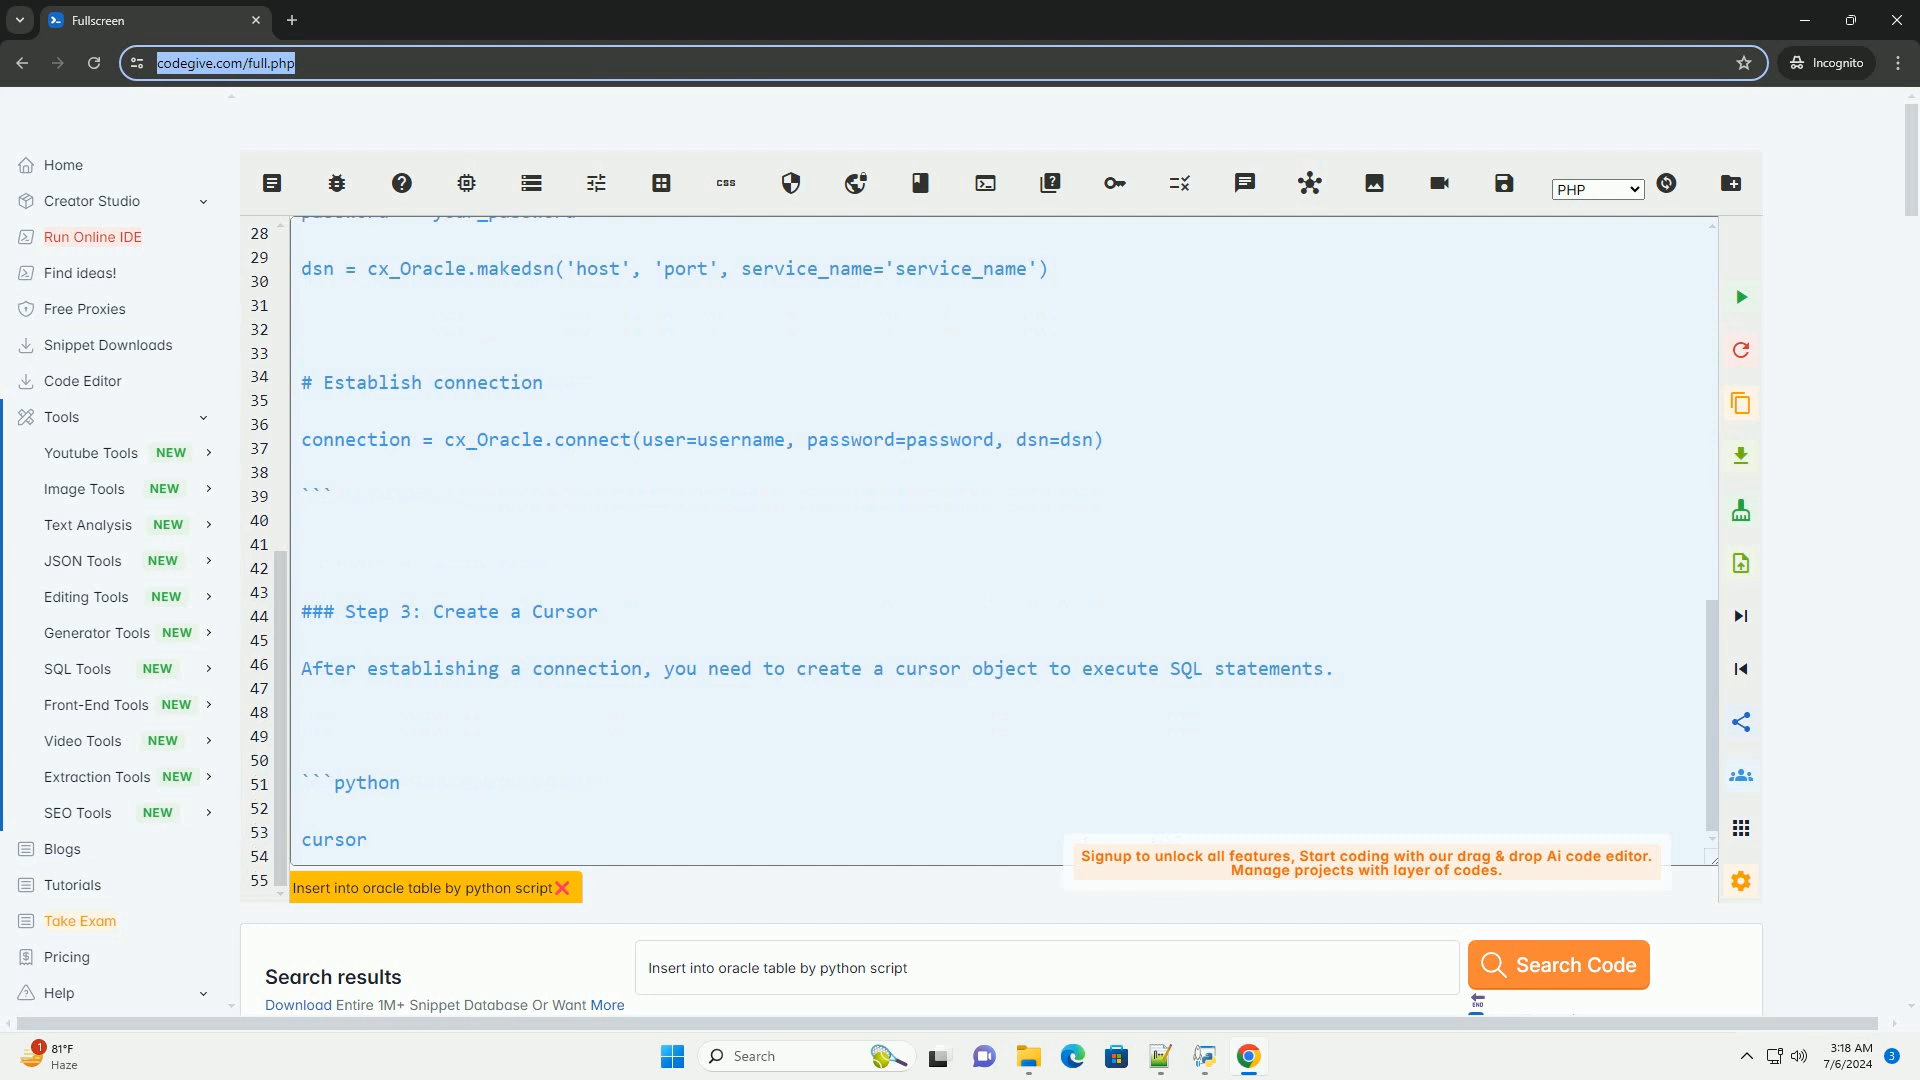 Fullscreen
codegive.com/full.php
Incognito
Home
Creator Studio
Run Online IDE
Find ideas!
Free Proxies
Snippet Downloads
Code Editor
Tools
Youtube Tools NEW
Image Tools NEW
Text Analysis NEW
JSON Tools NEW
Editing Tools NEW
Generator Tools NEW
SQL Tools NEW
Front-End Tools NEW
Video Tools NEW
Extraction Tools NEW
SEO Tools NEW
Blogs
Tutorials
Take Exam
Pricing
Help
css
PHP
28
29
30
31
32
33
34
35
36
37
38
39
40
41
42
43
44
45
46
47
48
49
50
51
52
53
54
55
dsn = cx_Oracle.makedsn('host', 'port', service_name='service_name')
# Establish connection
connection = cx_Oracle.connect(user=username, password=password, dsn=dsn)
```
### Step 3: Create a Cursor
After establishing a connection, you need to create a cursor object to execute SQL statements.
```python
cursor
Signup to unlock all features, Start coding with our drag & drop Ai code editor.
Manage projects with layer of codes.
Insert into oracle table by python script
Search results
Download Entire 1M+ Snippet Database Or Want More
Insert into oracle table by python script
Search Code
END
1
81°F
Haze
Search
3:18 AM
7/6/2024
3